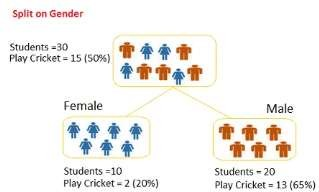 Split on Gender
Students =30
Play Cricket = 15 (50%)
Female
Male
Students =10
Play Cricket = 2 (20%)
Students = 20
Play Cricket = 13 (65%)